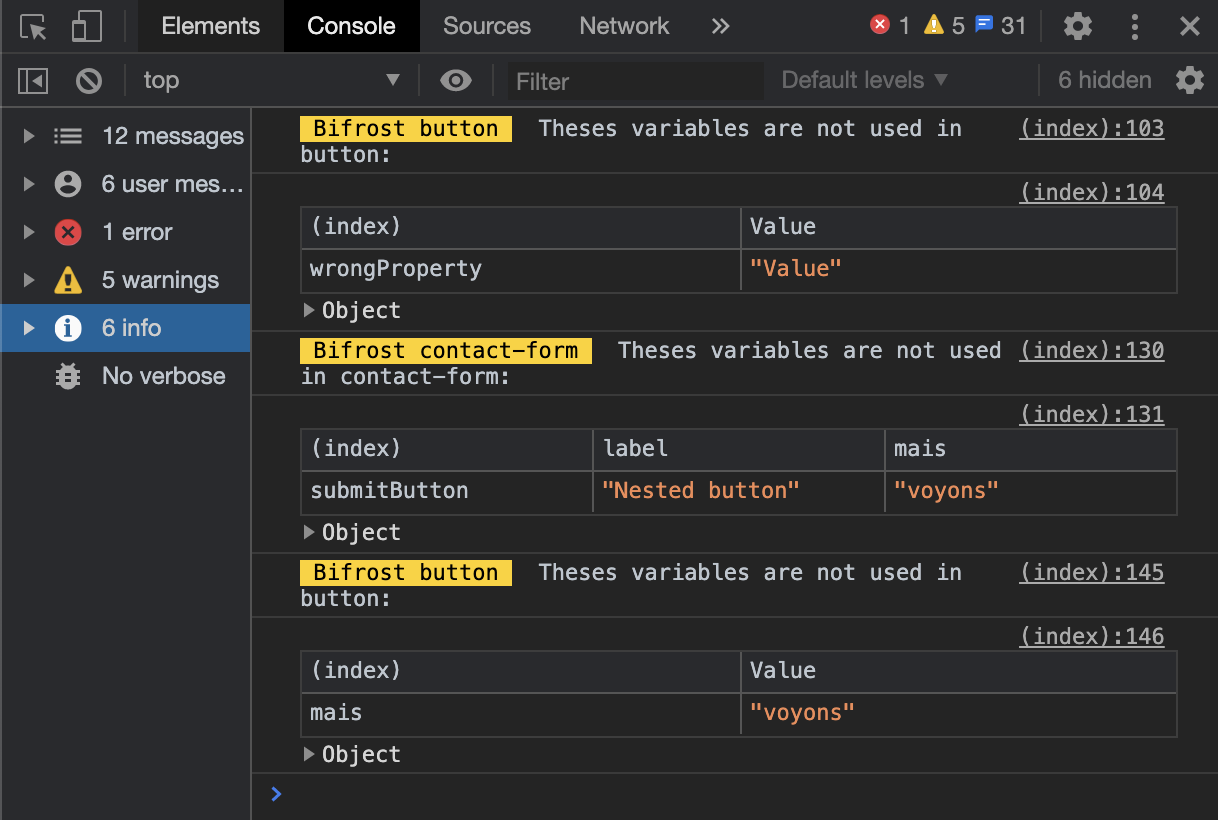 Elements Console Sources Network 1 5 31
top Filter Default levels 6 hidden
12 messages
6 user mes…
1 error
5 warnings
6 info
No verbose
Bifrost button Theses variables are not used in (index):103
button:
(index):104
(index) Value
wrongProperty "Value"
Object
Bifrost contact-form Theses variables are not used (index):130
in contact-form:
(index):131
(index) label mais
submitButton "Nested button" "voyons"
Object
Bifrost button Theses variables are not used in (index):145
button:
(index):146
(index) Value
mais "voyons"
Object